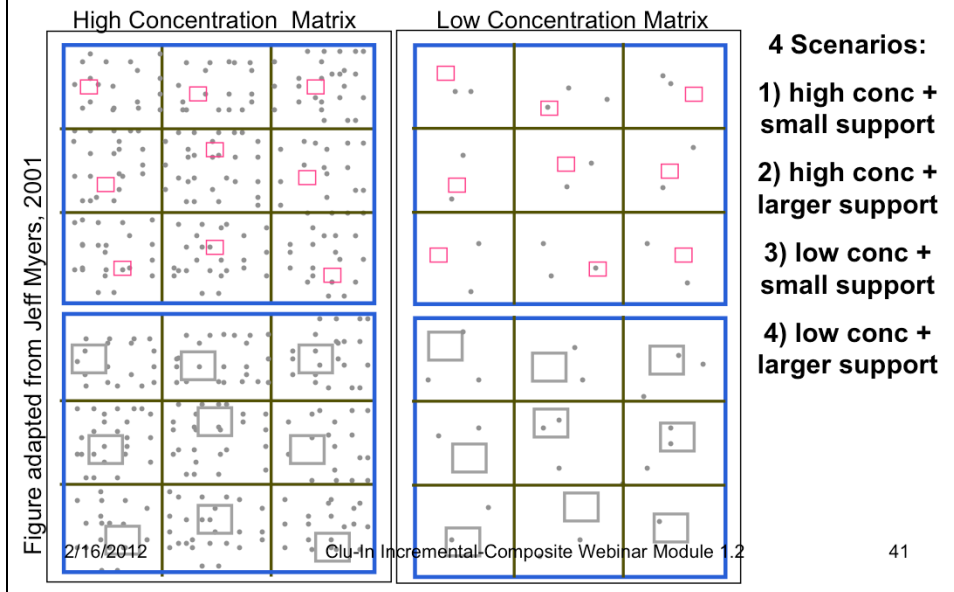 High Concentration  Matrix
Low Concentration Matrix
4 Scenarios:
1) high conc +
small support
2) high conc +
larger support
3) low conc +
small support
4) low conc +
larger support
Figure adapted from Jeff Myers, 2001
2/16/2012
Clu-In Incremental-Composite Webinar Module 1.2
41